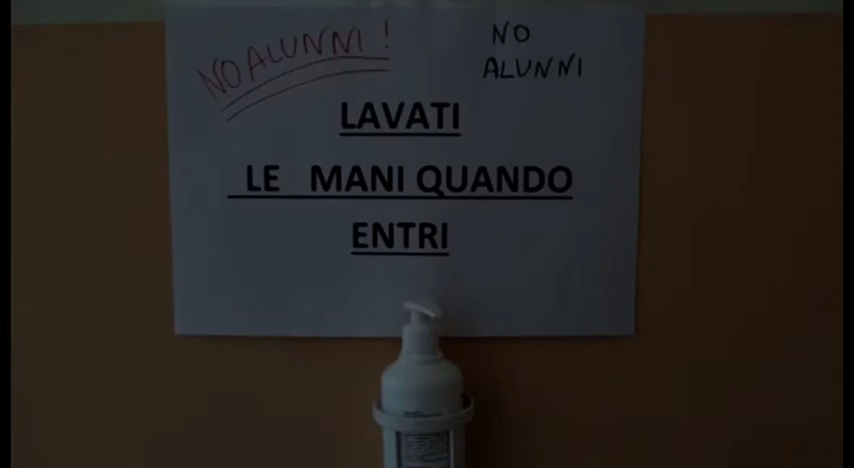 NO ALUNNI !
NO
ALUNNI
LAVATI
LE MANI QUANDO
ENTRI